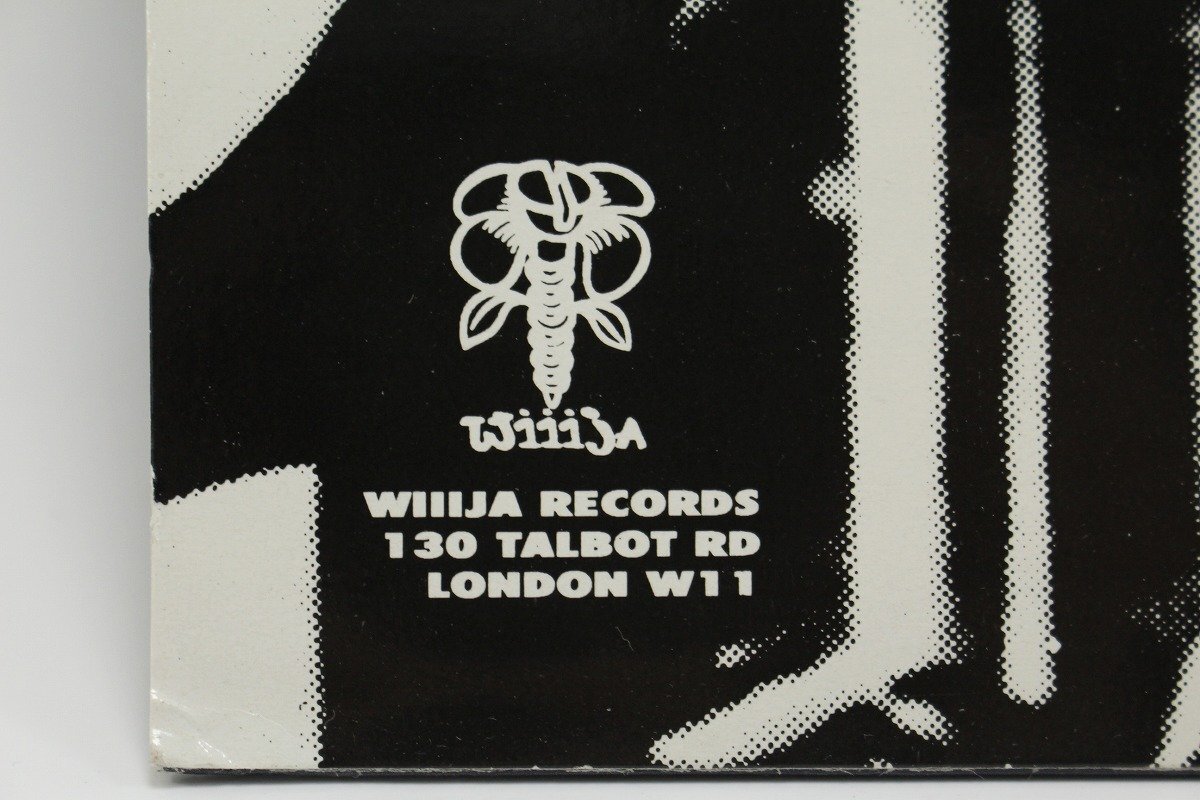 wiiijA
WIIIJA RECORDS
130 TALBOT RD
LONDON W11